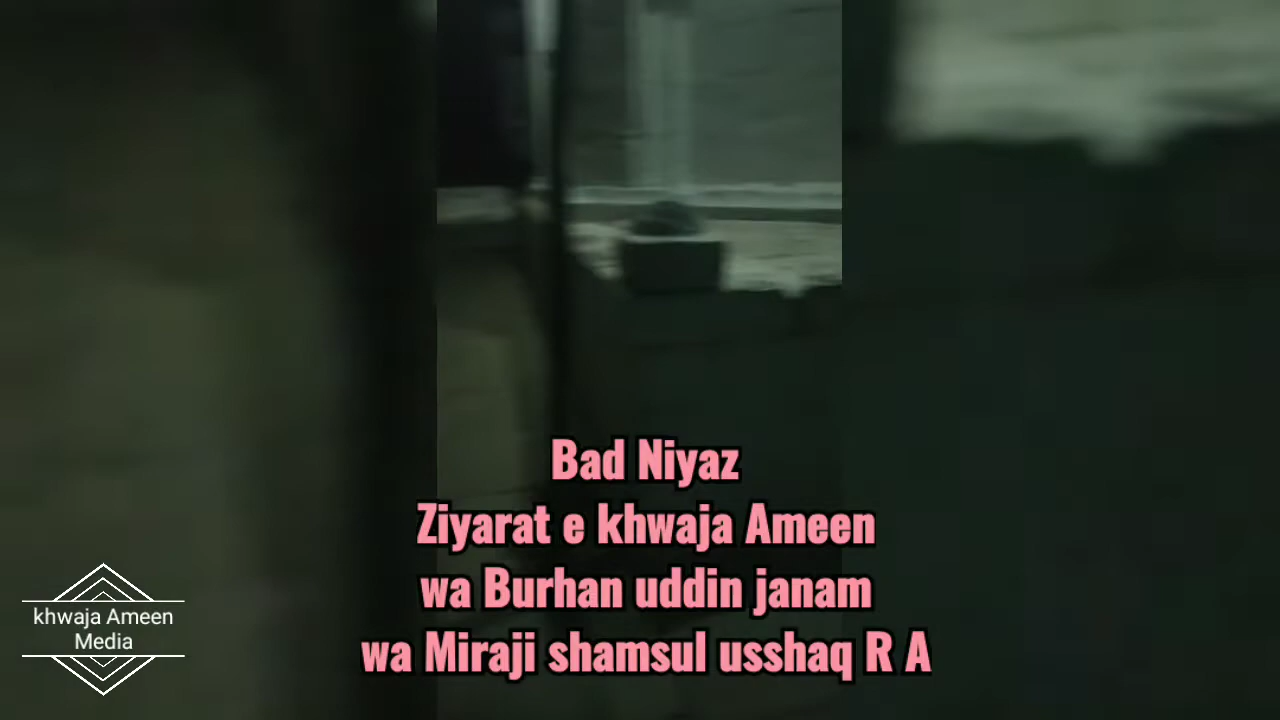 Bad Niyaz
Ziyarat e khwaja Ameen
wa Burhan uddin janam
wa Miraji shamsul usshaq R A
khwaja Ameen
Media